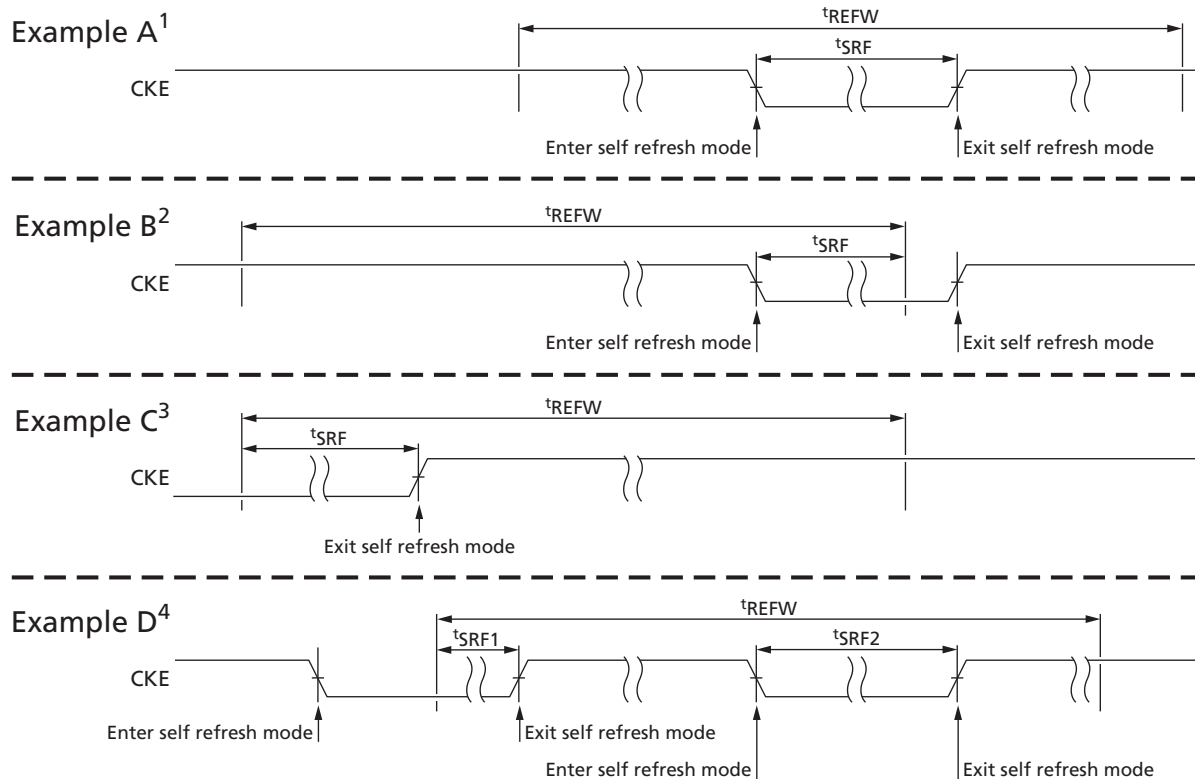 Example A¹
ᵗREFW
ᵗSRF
CKE
Enter self refresh mode
Exit self refresh mode
Example B²
ᵗREFW
ᵗSRF
CKE
Enter self refresh mode
Exit self refresh mode
Example C³
ᵗREFW
ᵗSRF
CKE
Exit self refresh mode
Example D⁴
ᵗREFW
ᵗSRF1
ᵗSRF2
CKE
Enter self refresh mode
Exit self refresh mode
Enter self refresh mode
Exit self refresh mode